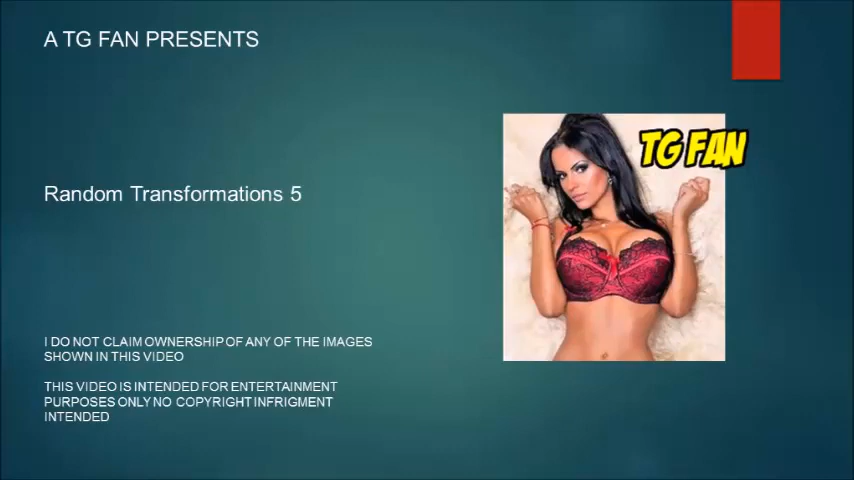 A TG FAN PRESENTS
TG FAN
Random Transformations 5
I DO NOT CLAIM OWNERSHIP OF ANY OF THE IMAGES
SHOWN IN THIS VIDEO
THIS VIDEO IS INTENDED FOR ENTERTAINMENT
PURPOSES ONLY NO COPYRIGHT INFRIGMENT
INTENDED